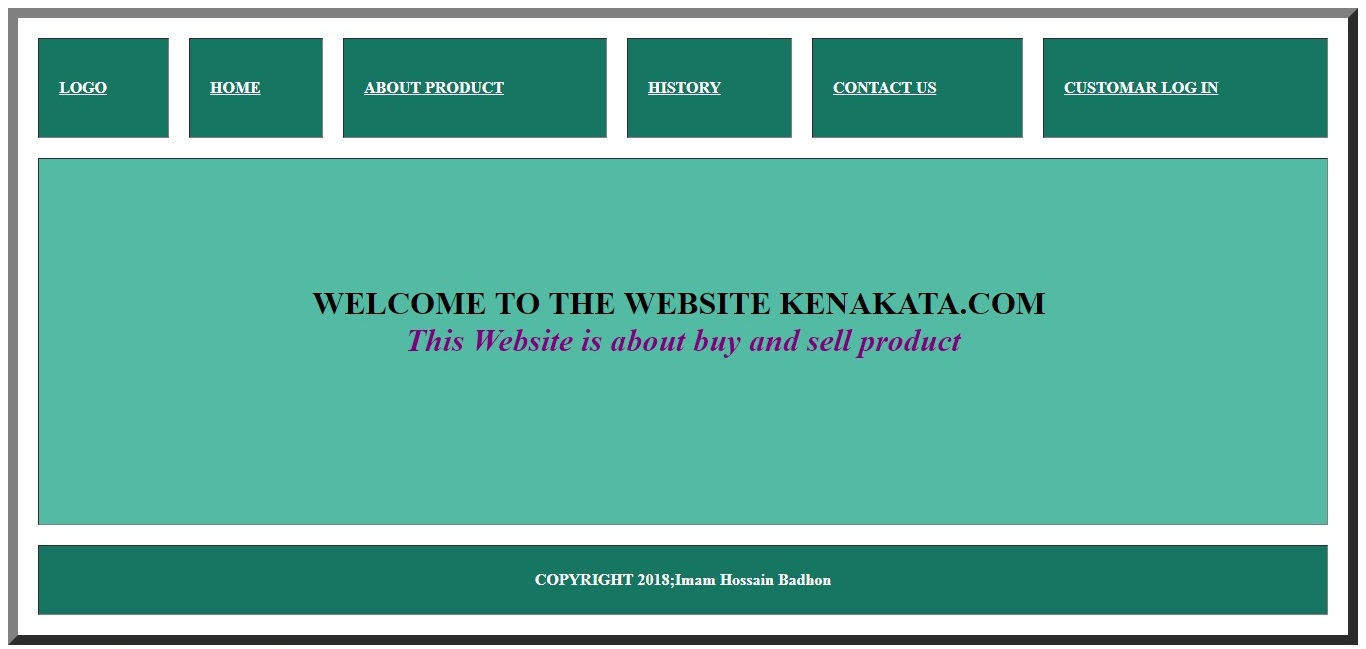 LOGO HOME ABOUT PRODUCT HISTORY CONTACT US CUSTOMAR LOG IN
WELCOME TO THE WEBSITE KENAKATA.COM
This Website is about buy and sell product
COPYRIGHT 2018;Imam Hossain Badhon